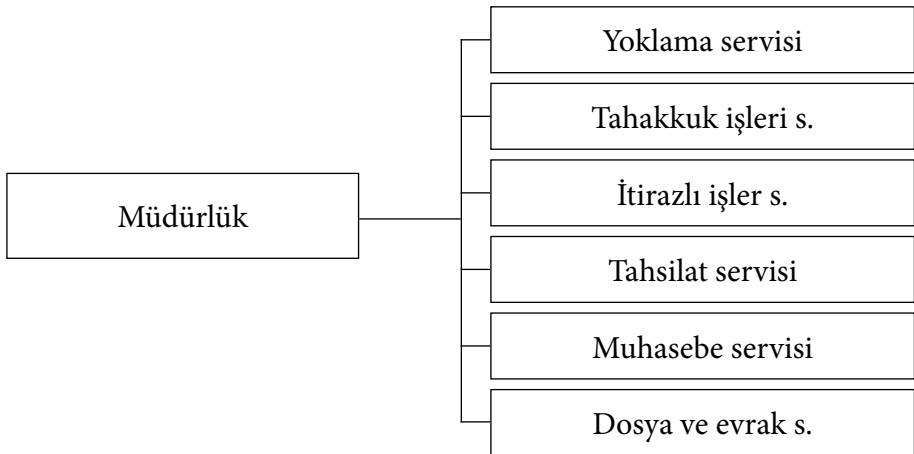 Yoklama servisi
Tahakkuk işleri s.
İtirazlı işler s.
Müdürlük
Tahsilat servisi
Muhasebe servisi
Dosya ve evrak s.